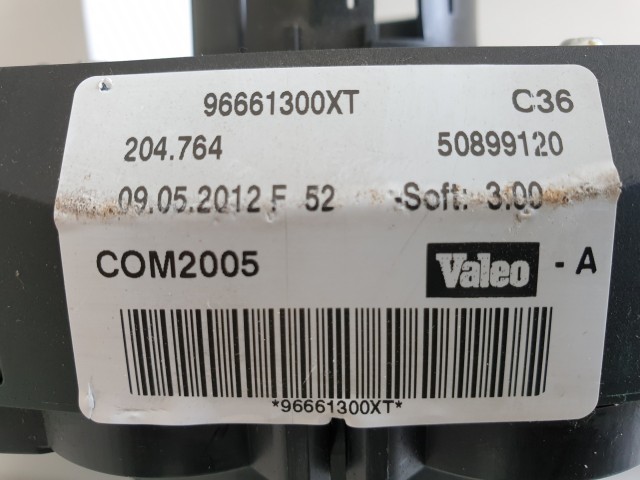 96661300XT C36
204.764 50899120
09.05.2012 F 52 -Soft: 3.00
COM2005 Valeo - A
*96661300XT*